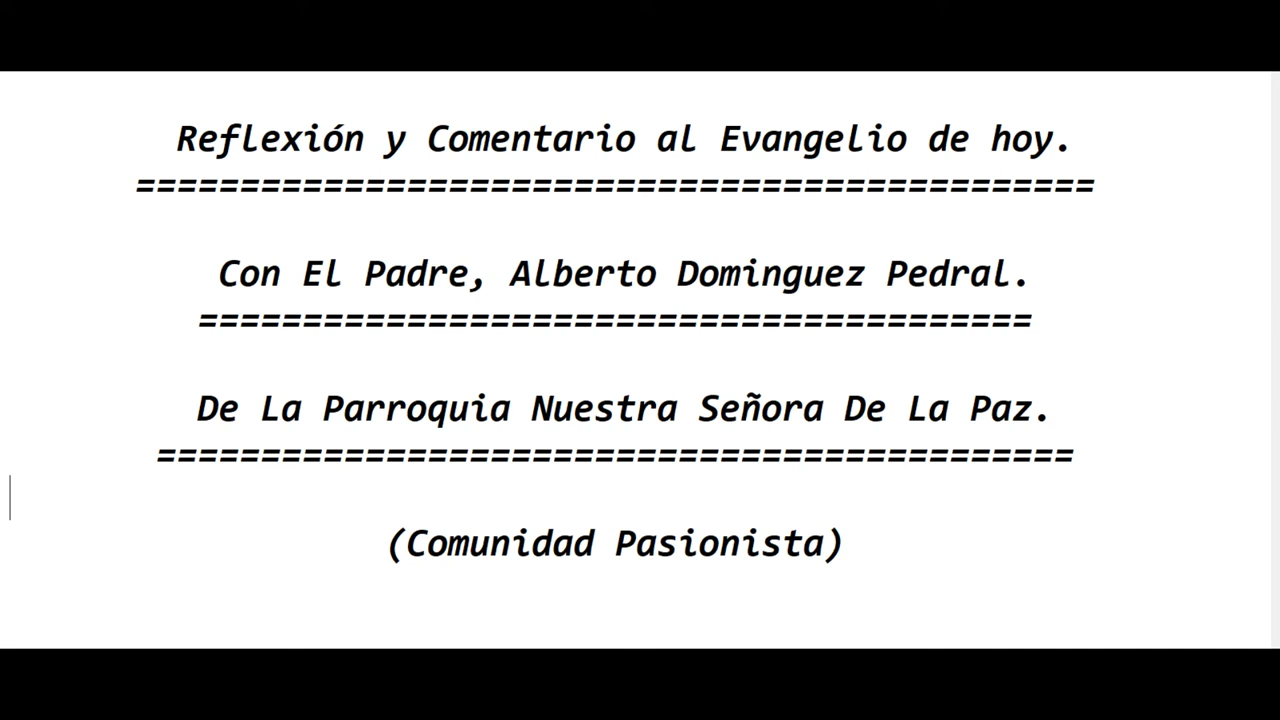 Reflexión y Comentario al Evangelio de hoy.
==============================================
Con El Padre, Alberto Dominguez Pedral.
========================================
De La Parroquia Nuestra Señora De La Paz.
============================================
(Comunidad Pasionista)